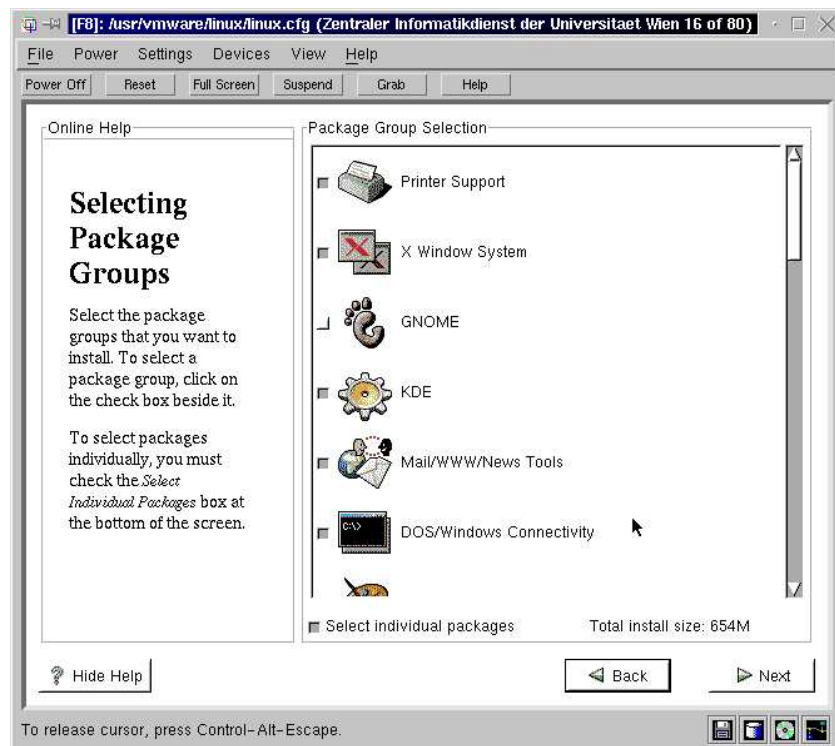 [F8]: /usr/vmware/linux/linux.cfg (Zentraler Informatikdienst der Universitaet Wien 16 of 80)
File Power Settings Devices View Help
Power Off Reset Full Screen Suspend Grab Help
Online Help
Selecting
Package
Groups
Select the package
groups that you want to
install. To select a
package group, click on
the check box beside it.
To select packages
individually, you must
check the Select
Individual Packages box at
the bottom of the screen.
Package Group Selection
Printer Support
X Window System
GNOME
KDE
Mail/WWW/News Tools
C:\>
DOS/Windows Connectivity
Select individual packages Total install size: 654M
Hide Help Back Next
To release cursor, press Control-Alt-Escape.